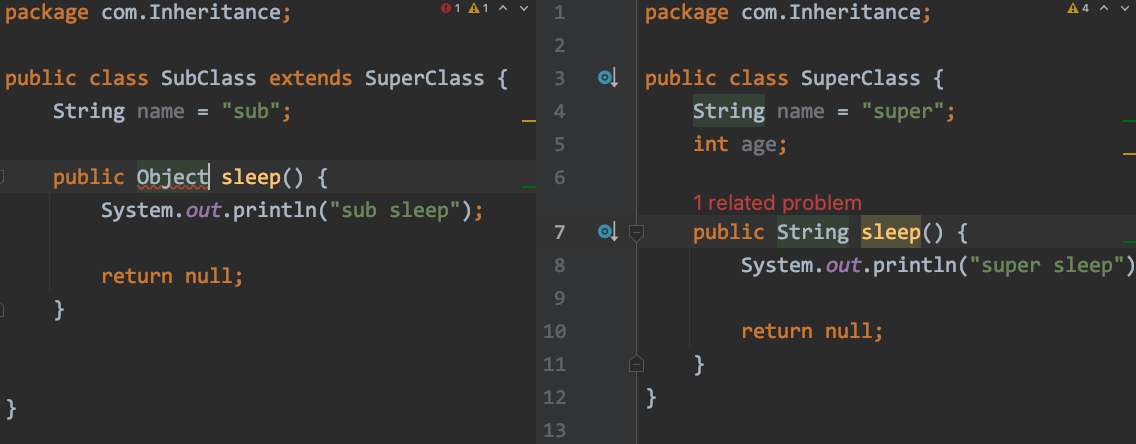 package com.Inheritance;
1 1
public class SubClass extends SuperClass {
String name = "sub";
public Object sleep() {
System.out.println("sub sleep");
return null;
}
}
1 package com.Inheritance;
4
2
3 public class SuperClass {
4 String name = "super";
5 int age;
6
1 related problem
7 public String sleep() {
8 System.out.println("super sleep")
9
10 return null;
11 }
12 }
13